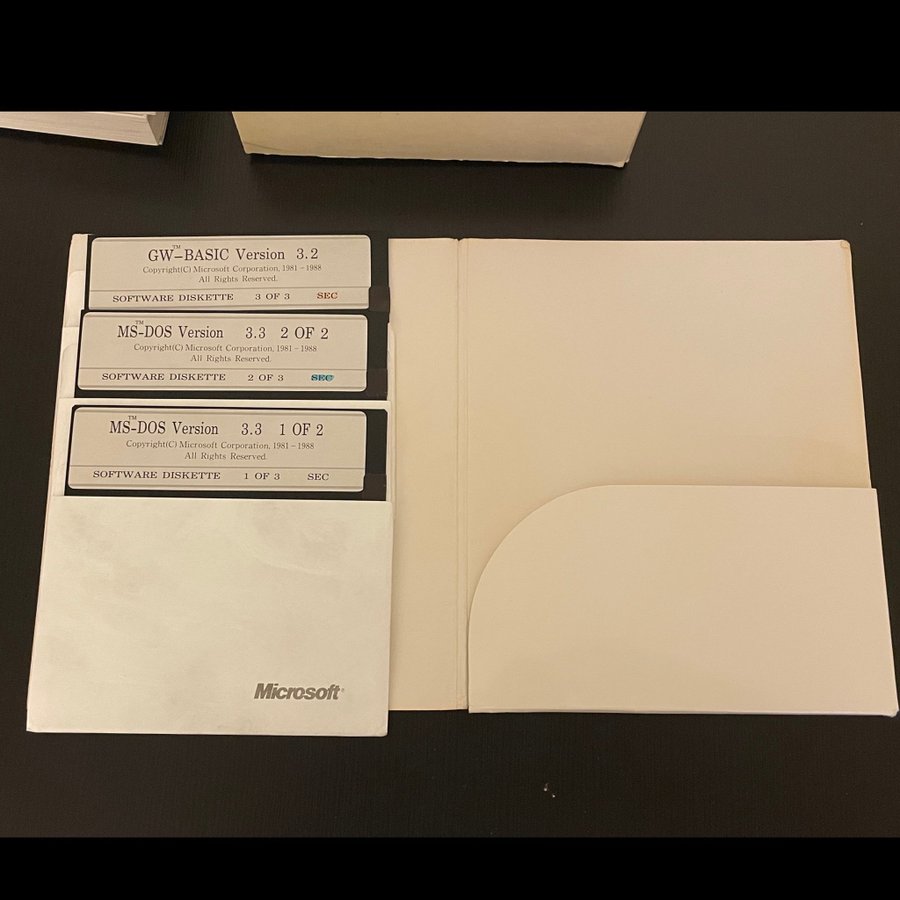 GW™-BASIC Version 3.2
Copyright(C) Microsoft Corporation, 1981-1988
All Rights Reserved.
SOFTWARE DISKETTE 3 OF 3 SEC
MS™-DOS Version 3.3 2 OF 2
Copyright(C) Microsoft Corporation, 1981-1988
All Rights Reserved.
SOFTWARE DISKETTE 2 OF 3 SEC
MS™-DOS Version 3.3 1 OF 2
Copyright(C) Microsoft Corporation, 1981-1988
All Rights Reserved.
SOFTWARE DISKETTE 1 OF 3 SEC
Microsoft®